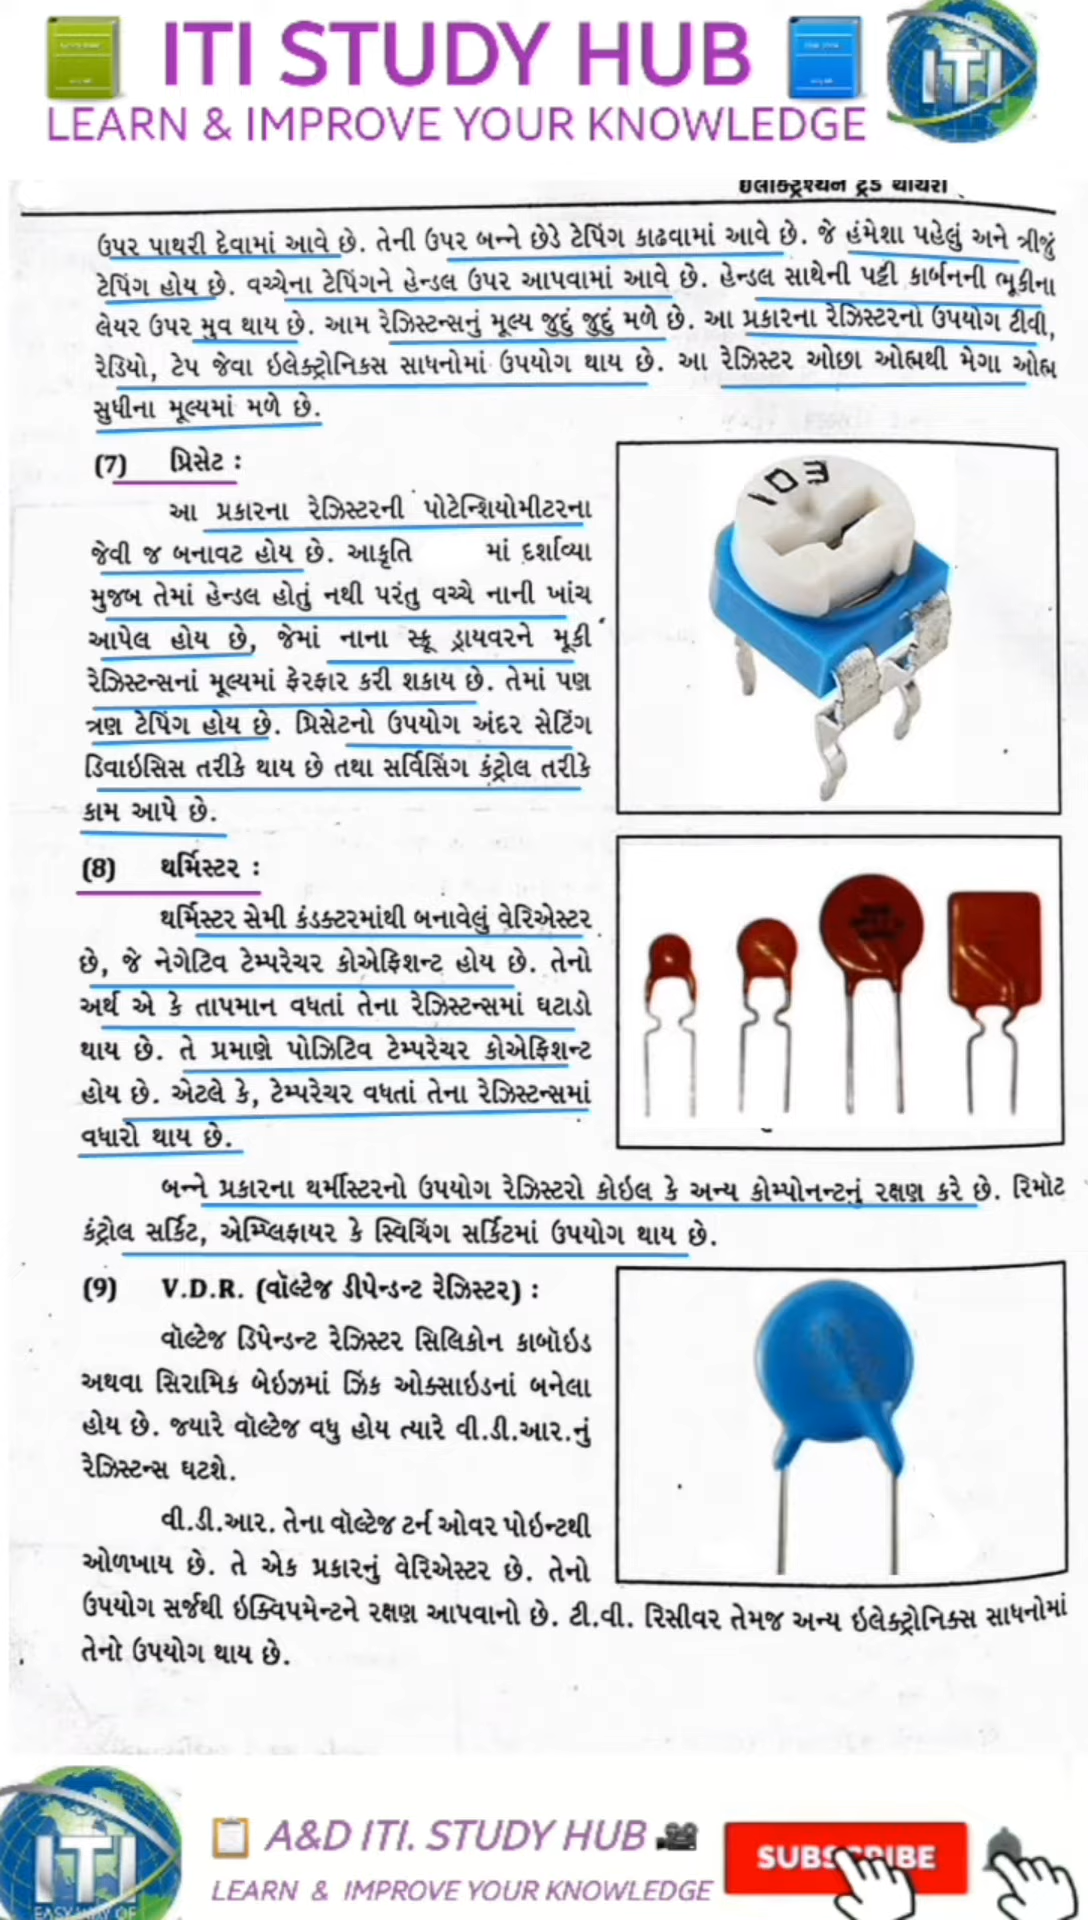 ITI STUDY HUB
LEARN & IMPROVE YOUR KNOWLEDGE
ITI
ઇલેક્ટ્રિશ્યન ટ્રેડ થીયરી
ઉપર પાથરી દેવામાં આવે છે. તેની ઉપર બન્ને છેડે ટેપિંગ કાઢવામાં આવે છે. જે હંમેશા પહેલું અને ત્રીજું
ટેપિંગ હોય છે. વચ્ચેના ટેપિંગને હેન્ડલ ઉપર આપવામાં આવે છે. હેન્ડલ સાથેની પટ્ટી કાર્બનની ભૂકીના
લેયર ઉપર મુવ થાય છે. આમ રેઝિસ્ટન્સનું મૂલ્ય જુદું જુદું મળે છે. આ પ્રકારના રેઝિસ્ટરનો ઉપયોગ ટીવી,
રેડિયો, ટેપ જેવા ઇલેક્ટ્રોનિક્સ સાધનોમાં ઉપયોગ થાય છે. આ રેઝિસ્ટર ઓછા ઓહ્મથી મેગા ઓહ્મ
સુધીના મૂલ્યમાં મળે છે.
(7) પ્રિસેટ :
આ પ્રકારના રેઝિસ્ટરની પોટેન્શિયોમીટરના
જેવી જ બનાવટ હોય છે. આકૃતિ માં દર્શાવ્યા
મુજબ તેમાં હેન્ડલ હોતું નથી પરંતુ વચ્ચે નાની ખાંચ
આપેલ હોય છે, જેમાં નાના સ્ક્રૂ ડ્રાયવરને મૂકી
રેઝિસ્ટન્સનાં મૂલ્યમાં ફેરફાર કરી શકાય છે. તેમાં પણ
ત્રણ ટેપિંગ હોય છે. પ્રિસેટનો ઉપયોગ અંદર સેટિંગ
ડિવાઇસિસ તરીકે થાય છે તથા સર્વિસિંગ કંટ્રોલ તરીકે
કામ આપે છે.
103
(8) થર્મિસ્ટર :
થર્મિસ્ટર સેમી કંડક્ટરમાંથી બનાવેલું વેરિએસ્ટર
છે, જે નેગેટિવ ટેમ્પરેચર કોએફિશન્ટ હોય છે. તેનો
અર્થ એ કે તાપમાન વધતાં તેના રેઝિસ્ટન્સમાં ઘટાડો
થાય છે. તે પ્રમાણે પોઝિટિવ ટેમ્પરેચર કોએફિશન્ટ
હોય છે. એટલે કે, ટેમ્પરેચર વધતાં તેના રેઝિસ્ટન્સમાં
વધારો થાય છે.
બન્ને પ્રકારના થર્મીસ્ટરનો ઉપયોગ રેઝિસ્ટરો કોઇલ કે અન્ય કોમ્પોનન્ટનું રક્ષણ કરે છે. રિમોટ
કંટ્રોલ સર્કિટ, એમ્પ્લિફાયર કે સ્વિચિંગ સર્કિટમાં ઉપયોગ થાય છે.
(9) V.D.R. (વૉલ્ટેજ ડીપેન્ડન્ટ રેઝિસ્ટર) :
વૉલ્ટેજ ડિપેન્ડન્ટ રેઝિસ્ટર સિલિકોન કાર્બાઇડ
અથવા સિરામિક બેઇઝમાં ઝિંક ઓક્સાઇડનાં બનેલા
હોય છે. જયારે વૉલ્ટેજ વધુ હોય ત્યારે વી.ડી.આર.નું
રેઝિસ્ટન્સ ઘટશે.
વી.ડી.આર. તેના વૉલ્ટેજ ટર્ન ઓવર પોઇન્ટથી
ઓળખાય છે. તે એક પ્રકારનું વેરિએસ્ટર છે. તેનો
ઉપયોગ સર્જથી ઇક્વિપમેન્ટને રક્ષણ આપવાનો છે. ટી.વી. રિસીવર તેમજ અન્ય ઇલેક્ટ્રોનિક્સ સાધનોમાં
તેનો ઉપયોગ થાય છે.
ITI
EASY WAY OF
A&D ITI. STUDY HUB
LEARN & IMPROVE YOUR KNOWLEDGE
SUBSCRIBE